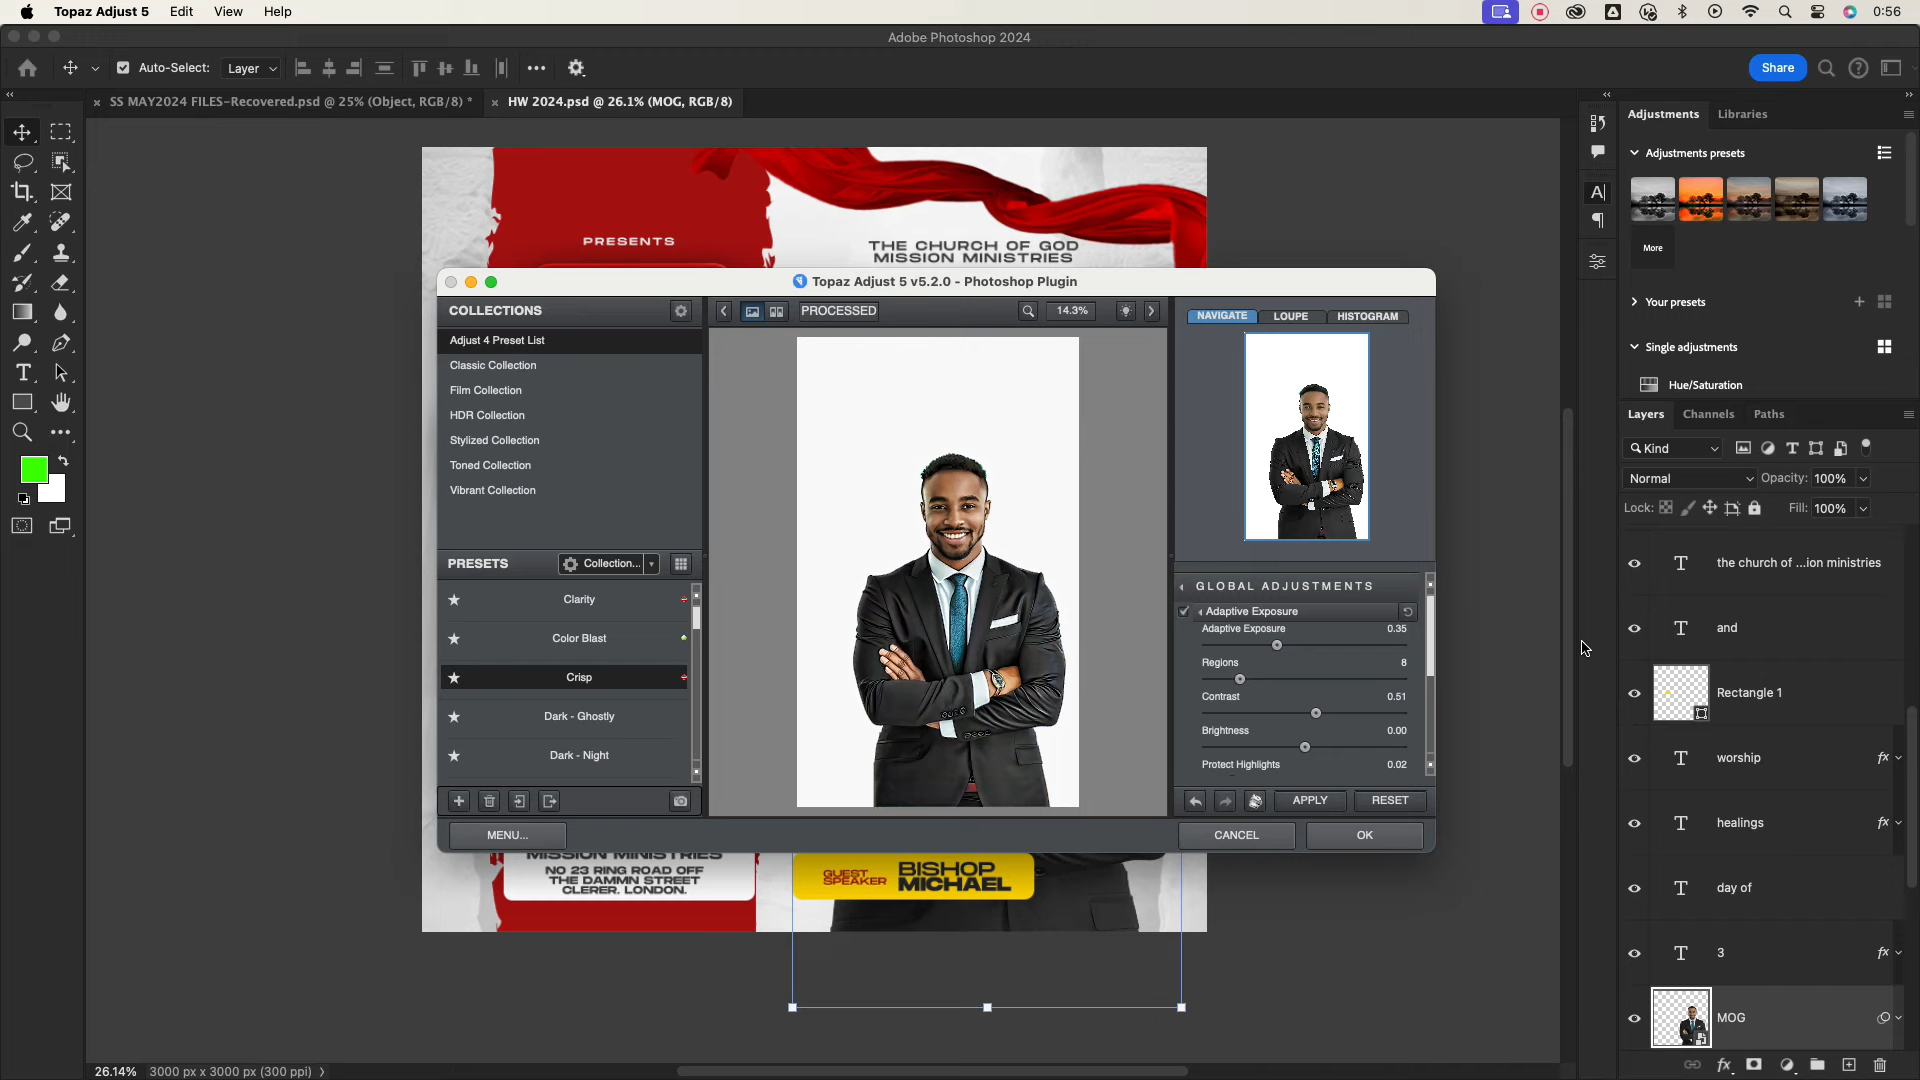 Topaz Adjust 5 Edit View Help 0:56
Adobe Photoshop 2024
Auto-Select: Layer Share
SS MAY2024 FILES-Recovered.psd @ 25% (Object, RGB/8) *
HW 2024.psd @ 26.1% (MOG, RGB/8)
PRESENTS
THE CHURCH OF GOD
MISSION MINISTRIES
Topaz Adjust 5 v5.2.0 - Photoshop Plugin
COLLECTIONS
Adjust 4 Preset List
Classic Collection
Film Collection
HDR Collection
Stylized Collection
Toned Collection
Vibrant Collection
PRESETS Collection...
Clarity
Color Blast
Crisp
Dark - Ghostly
Dark - Night
MENU...
PROCESSED 14.3%
NAVIGATE LOUPE HISTOGRAM
GLOBAL ADJUSTMENTS
Adaptive Exposure
Adaptive Exposure 0.35
Regions 8
Contrast 0.51
Brightness 0.00
Protect Highlights 0.02
APPLY RESET
CANCEL OK
MISSION MINISTRIES
NO 23 RING ROAD OFF
THE DAMMN STREET
CLERER. LONDON.
GUEST
SPEAKER
BISHOP
MICHAEL
26.14% 3000 px x 3000 px (300 ppi)
Adjustments Libraries
Adjustments presets
More
Your presets
Single adjustments
Hue/Saturation
Layers Channels Paths
Kind
Normal Opacity: 100%
Lock: Fill: 100%
the church of ...ion ministries
and
Rectangle 1
worship fx
healings fx
day of
3 fx
MOG
fx